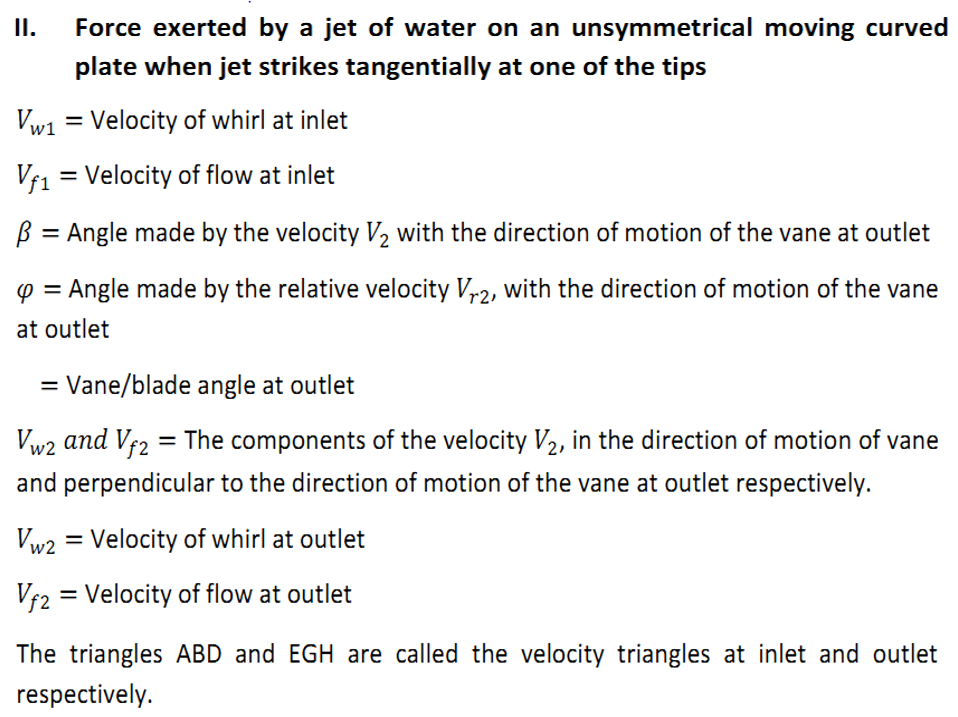 II. Force exerted by a jet of water on an unsymmetrical moving curved
plate when jet strikes tangentially at one of the tips
V_{w1} = Velocity of whirl at inlet
V_{f1} = Velocity of flow at inlet
β = Angle made by the velocity V_2 with the direction of motion of the vane at outlet
φ = Angle made by the relative velocity V_{r2}, with the direction of motion of the vane
at outlet
= Vane/blade angle at outlet
V_{w2} and V_{f2} = The components of the velocity V_2, in the direction of motion of vane
and perpendicular to the direction of motion of the vane at outlet respectively.
V_{w2} = Velocity of whirl at outlet
V_{f2} = Velocity of flow at outlet
The triangles ABD and EGH are called the velocity triangles at inlet and outlet
respectively.